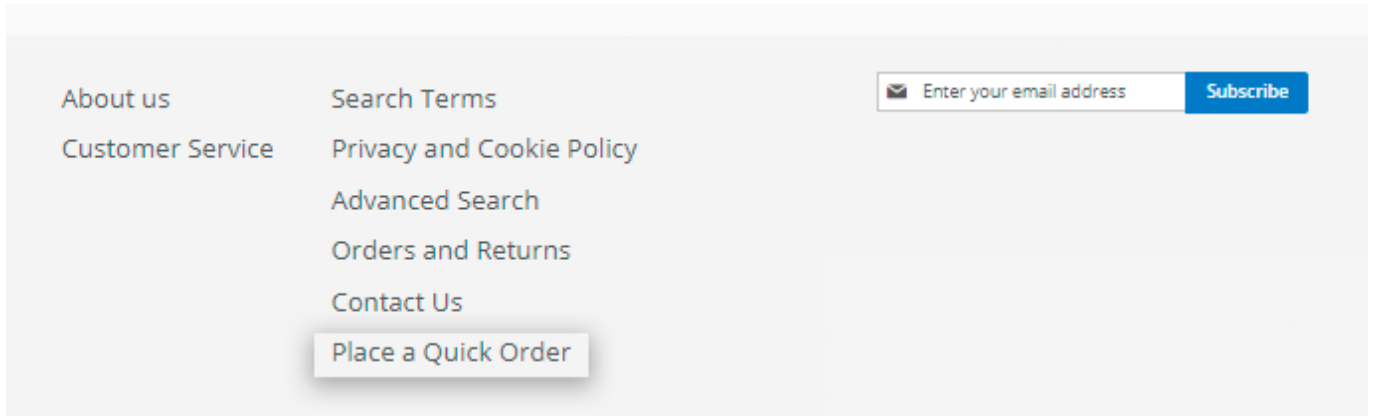 About us
Customer Service
Search Terms
Privacy and Cookie Policy
Advanced Search
Orders and Returns
Contact Us
Place a Quick Order
Enter your email address
Subscribe